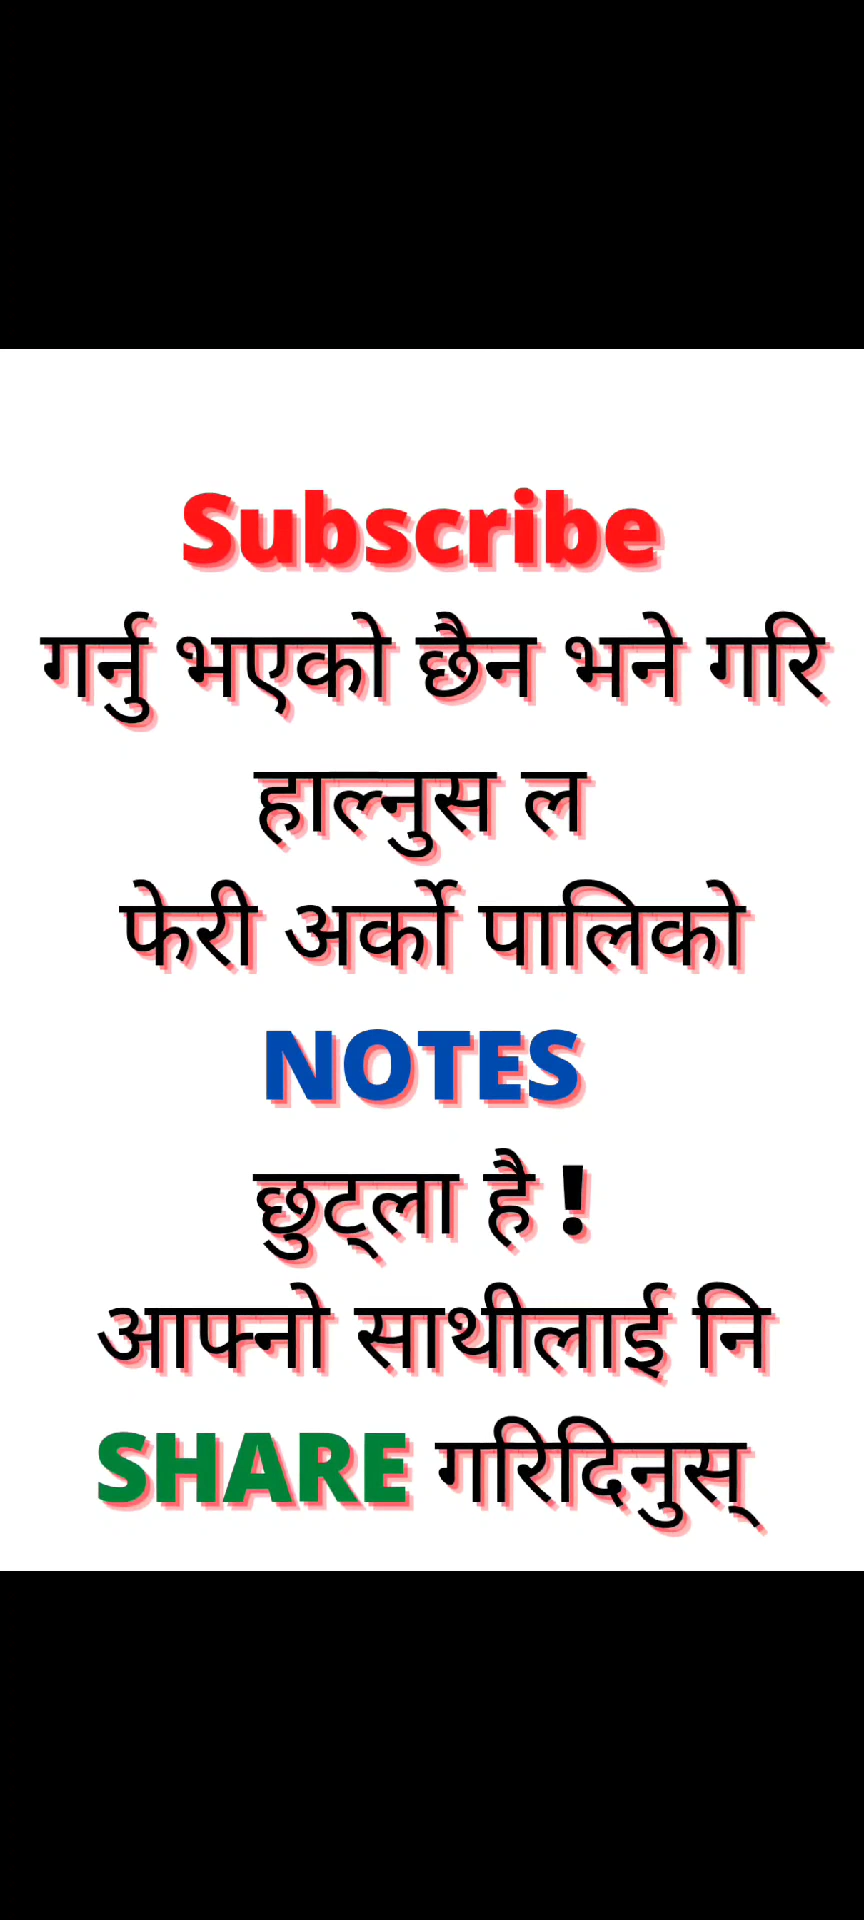 Subscribe
गर्नु भएको छैन भने गरि
हाल्नुस ल
फेरी अर्को पालिको
NOTES
छुट्ला है !
आफ्नो साथीलाई नि
SHARE गरिदिनुस्